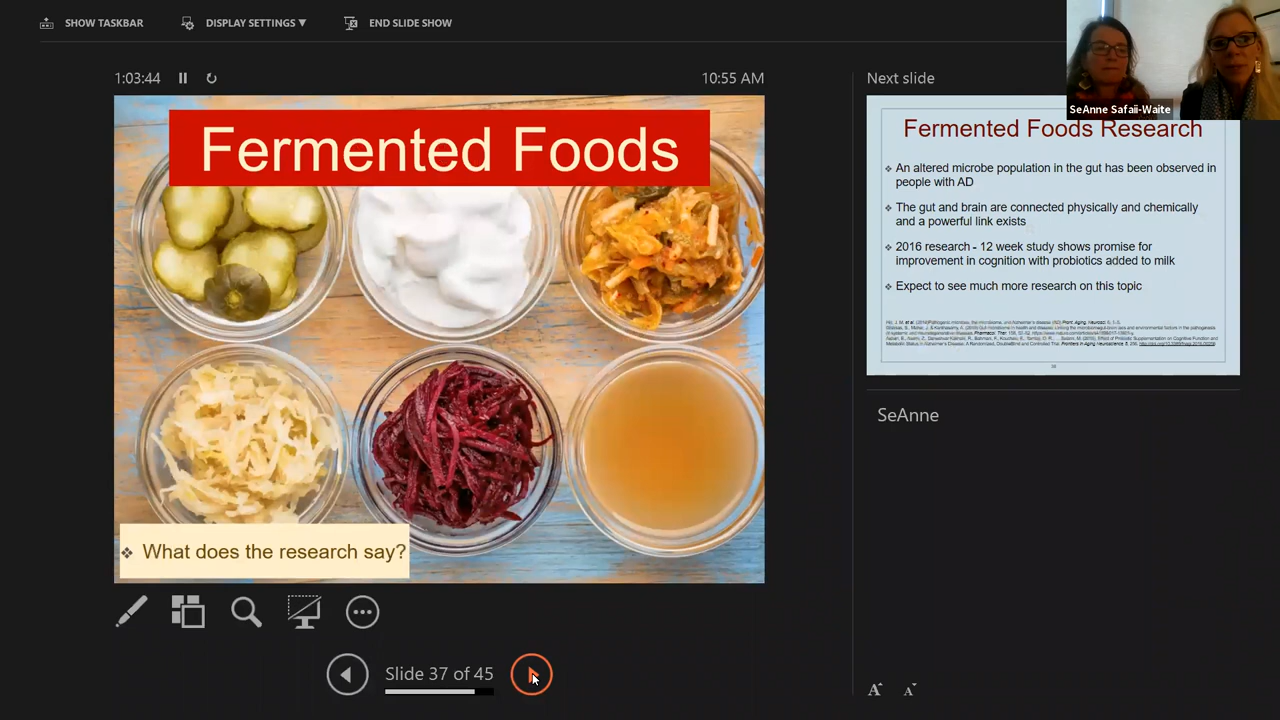 SHOW TASKBAR
DISPLAY SETTINGS ▼
END SLIDE SHOW
1:03:44
10:55 AM
Fermented Foods
❖ What does the research say?
Slide 37 of 45
Next slide
SeAnne Safaii-Waite
Fermented Foods Research
❖ An altered microbe population in the gut has been observed in
people with AD
❖ The gut and brain are connected physically and chemically
and a powerful link exists
❖ 2016 research - 12 week study shows promise for
improvement in cognition with probiotics added to milk
❖ Expect to see much more research on this topic
SeAnne
A A